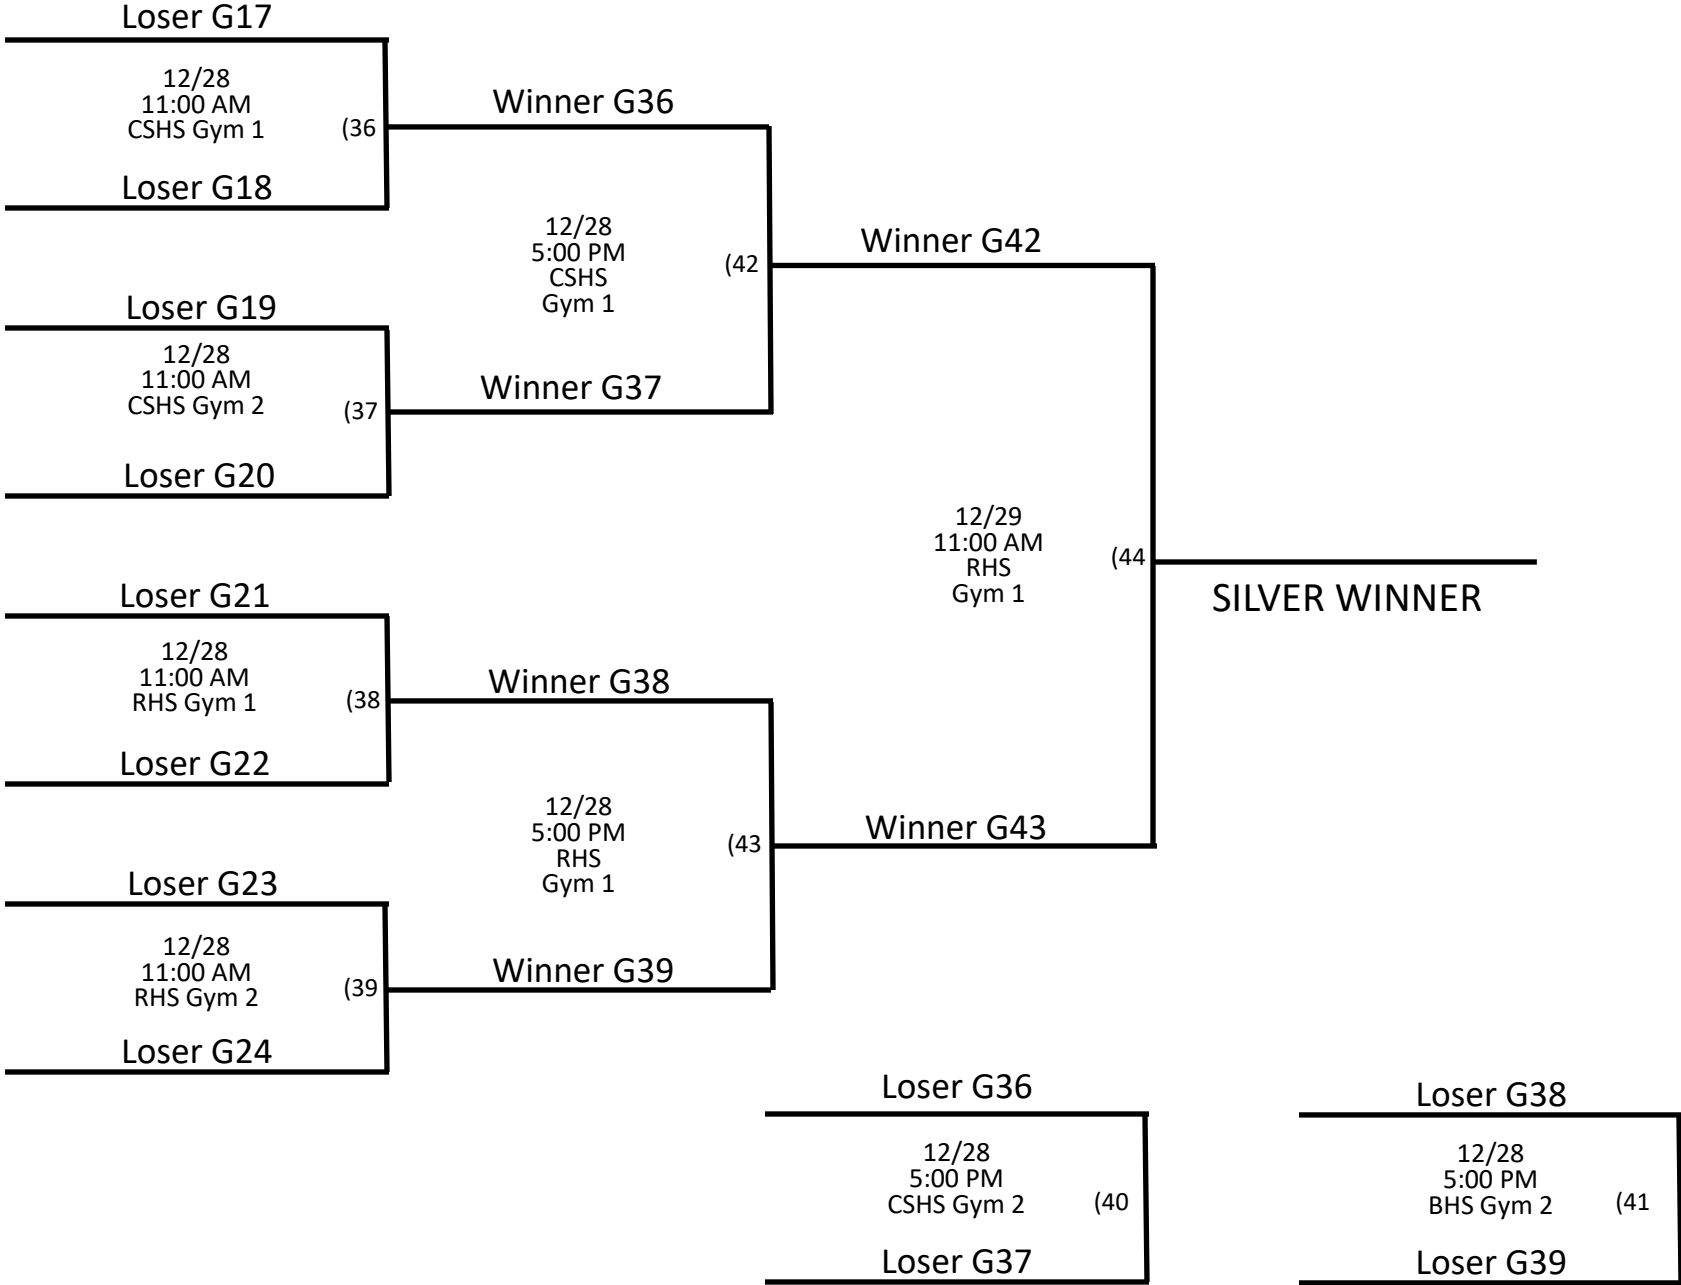 Loser G17
12/28
11:00 AM
CSHS Gym 1
(36
Loser G18
Winner G36
12/28
5:00 PM
CSHS
Gym 1
(42
Winner G42
Loser G19
12/28
11:00 AM
CSHS Gym 2
(37
Winner G37
Loser G20
12/29
11:00 AM
RHS
Gym 1
(44
SILVER WINNER
Loser G21
12/28
11:00 AM
RHS Gym 1
(38
Winner G38
Loser G22
12/28
5:00 PM
RHS
Gym 1
(43
Winner G43
Loser G23
12/28
11:00 AM
RHS Gym 2
(39
Winner G39
Loser G24
Loser G36
12/28
5:00 PM
CSHS Gym 2
(40
Loser G37
Loser G38
12/28
5:00 PM
BHS Gym 2
(41
Loser G39